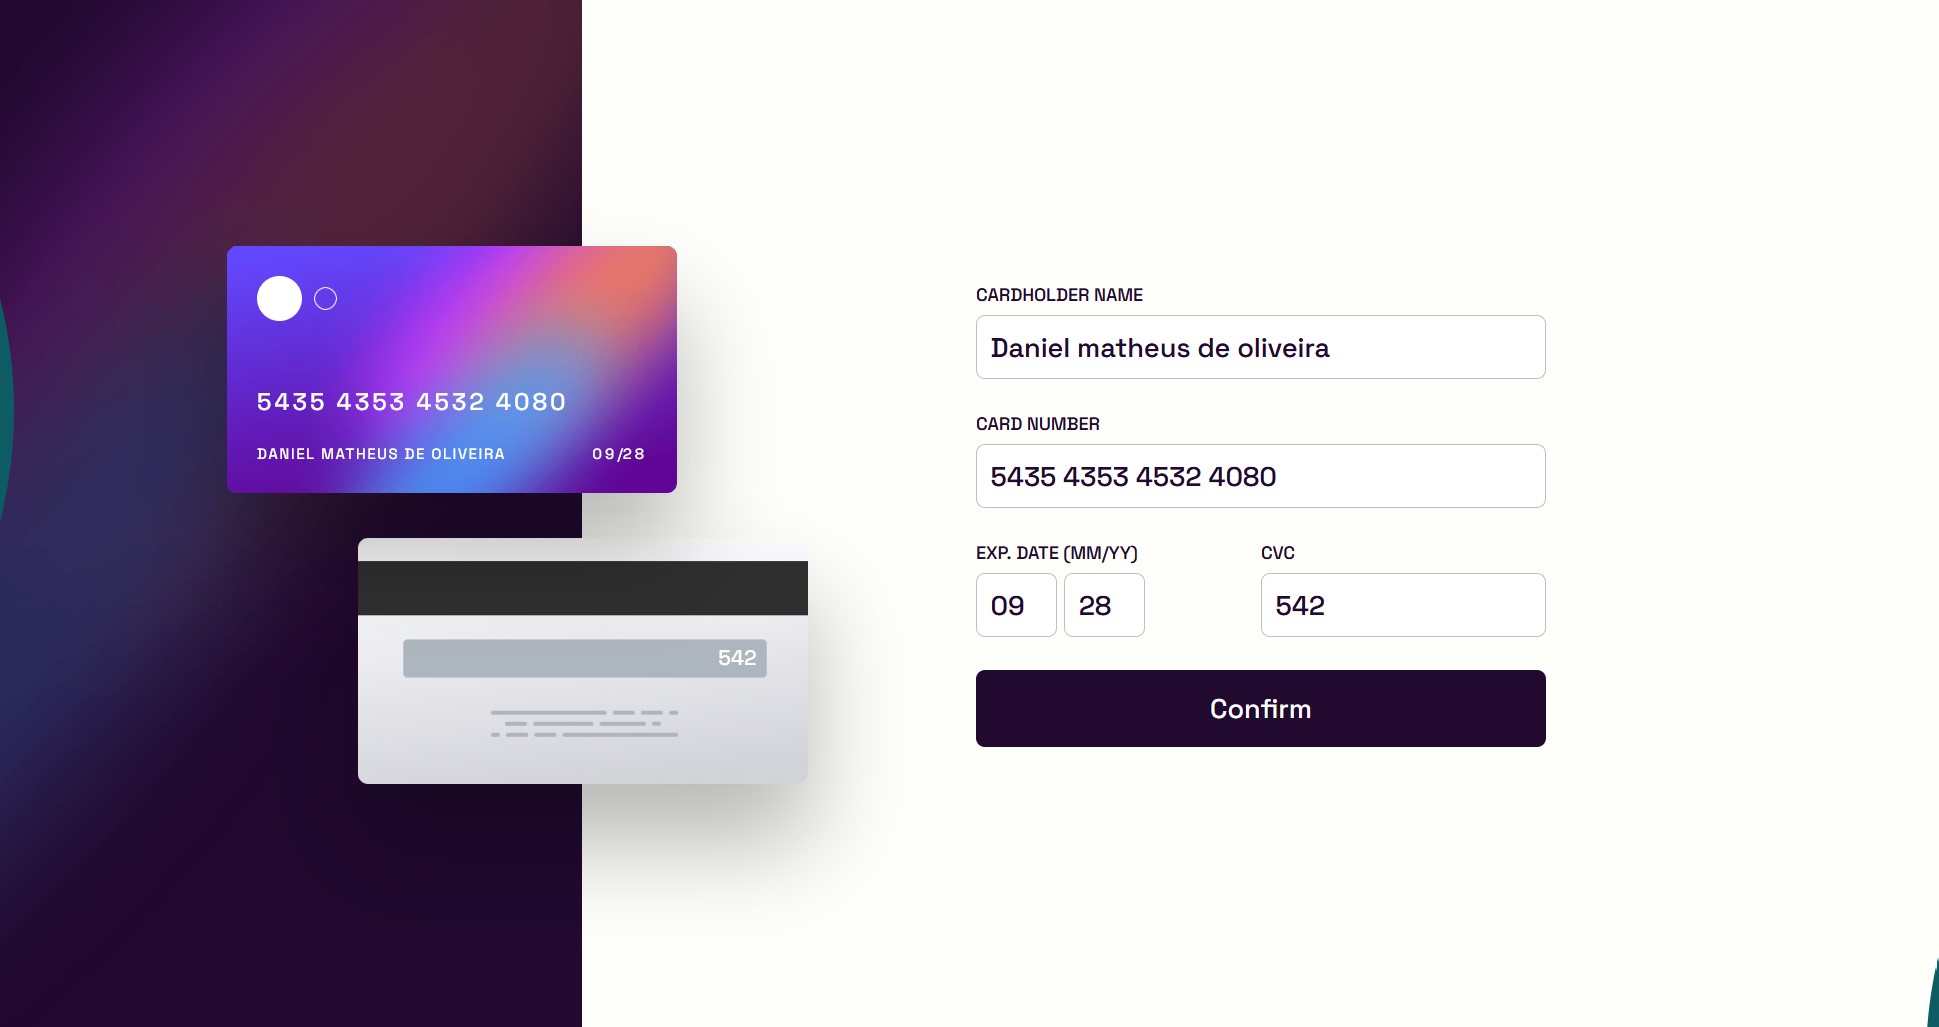 5435 4353 4532 4080
DANIEL MATHEUS DE OLIVEIRA 09/28
542
CARDHOLDER NAME
Daniel matheus de oliveira
CARD NUMBER
5435 4353 4532 4080
EXP. DATE (MM/YY) CVC
09 28 542
Confirm